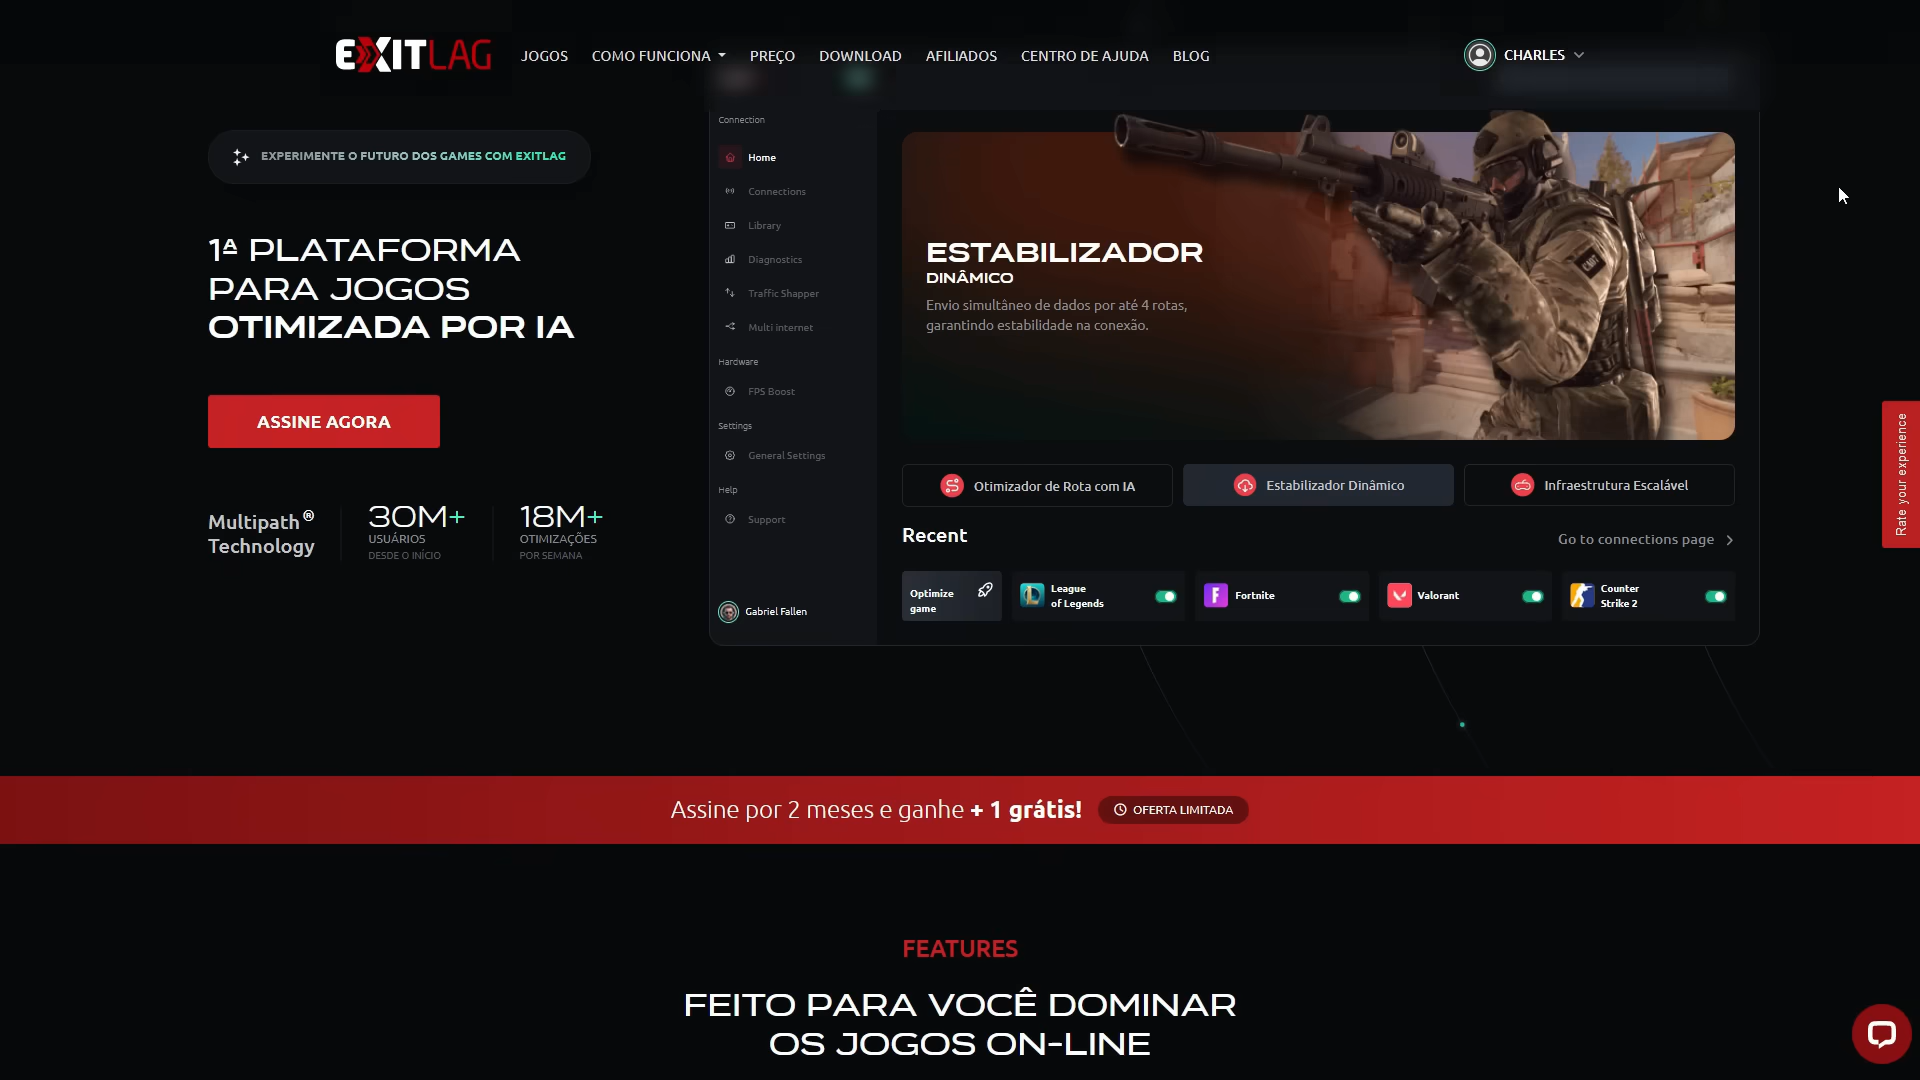 EXITLAG
JOGOS
COMO FUNCIONA
PREÇO
DOWNLOAD
AFILIADOS
CENTRO DE AJUDA
BLOG
CHARLES
EXPERIMENTE O FUTURO DOS GAMES COM EXITLAG
1ª PLATAFORMA
PARA JOGOS
OTIMIZADA POR IA
ASSINE AGORA
Multipath®
Technology
30M+
USUÁRIOS
DESDE O INÍCIO
18M+
OTIMIZAÇÕES
POR SEMANA
Connection
Home
Connections
Library
Diagnostics
Traffic Shapper
Multi internet
Hardware
FPS Boost
Settings
General Settings
Help
Support
Gabriel Fallen
ESTABILIZADOR
DINÂMICO
Envio simultâneo de dados por até 4 rotas,
garantindo estabilidade na conexão.
Otimizador de Rota com IA
Estabilizador Dinâmico
Infraestrutura Escalável
Recent
Go to connections page
Optimize
game
League
of Legends
Fortnite
Valorant
Counter
Strike 2
Rate your experience
Assine por 2 meses e ganhe + 1 grátis!
OFERTA LIMITADA
FEATURES
FEITO PARA VOCÊ DOMINAR
OS JOGOS ON-LINE